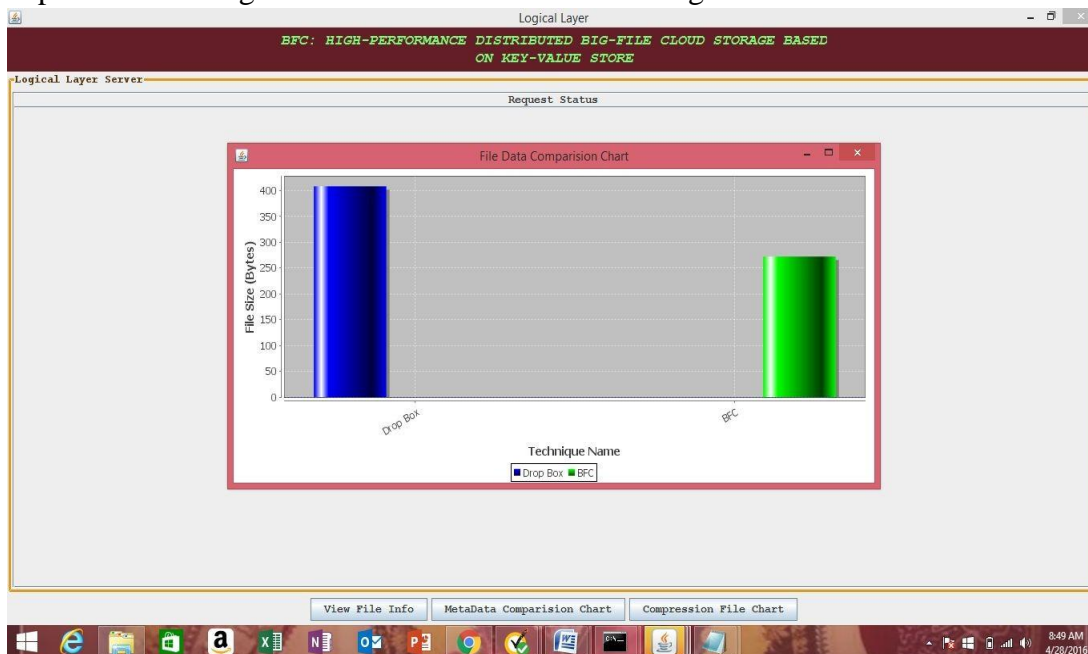 Logical Layer
BFC: HIGH-PERFORMANCE DISTRIBUTED BIG-FILE CLOUD STORAGE BASED
ON KEY-VALUE STORE
Logical Layer Server
Request Status
File Data Comparision Chart
File Size (Bytes)
400
350
300
250
200
150
100
50
0
Drop Box
BFC
Technique Name
Drop Box BFC
View File Info MetaData Comparision Chart Compression File Chart
8:49 AM
4/28/2016